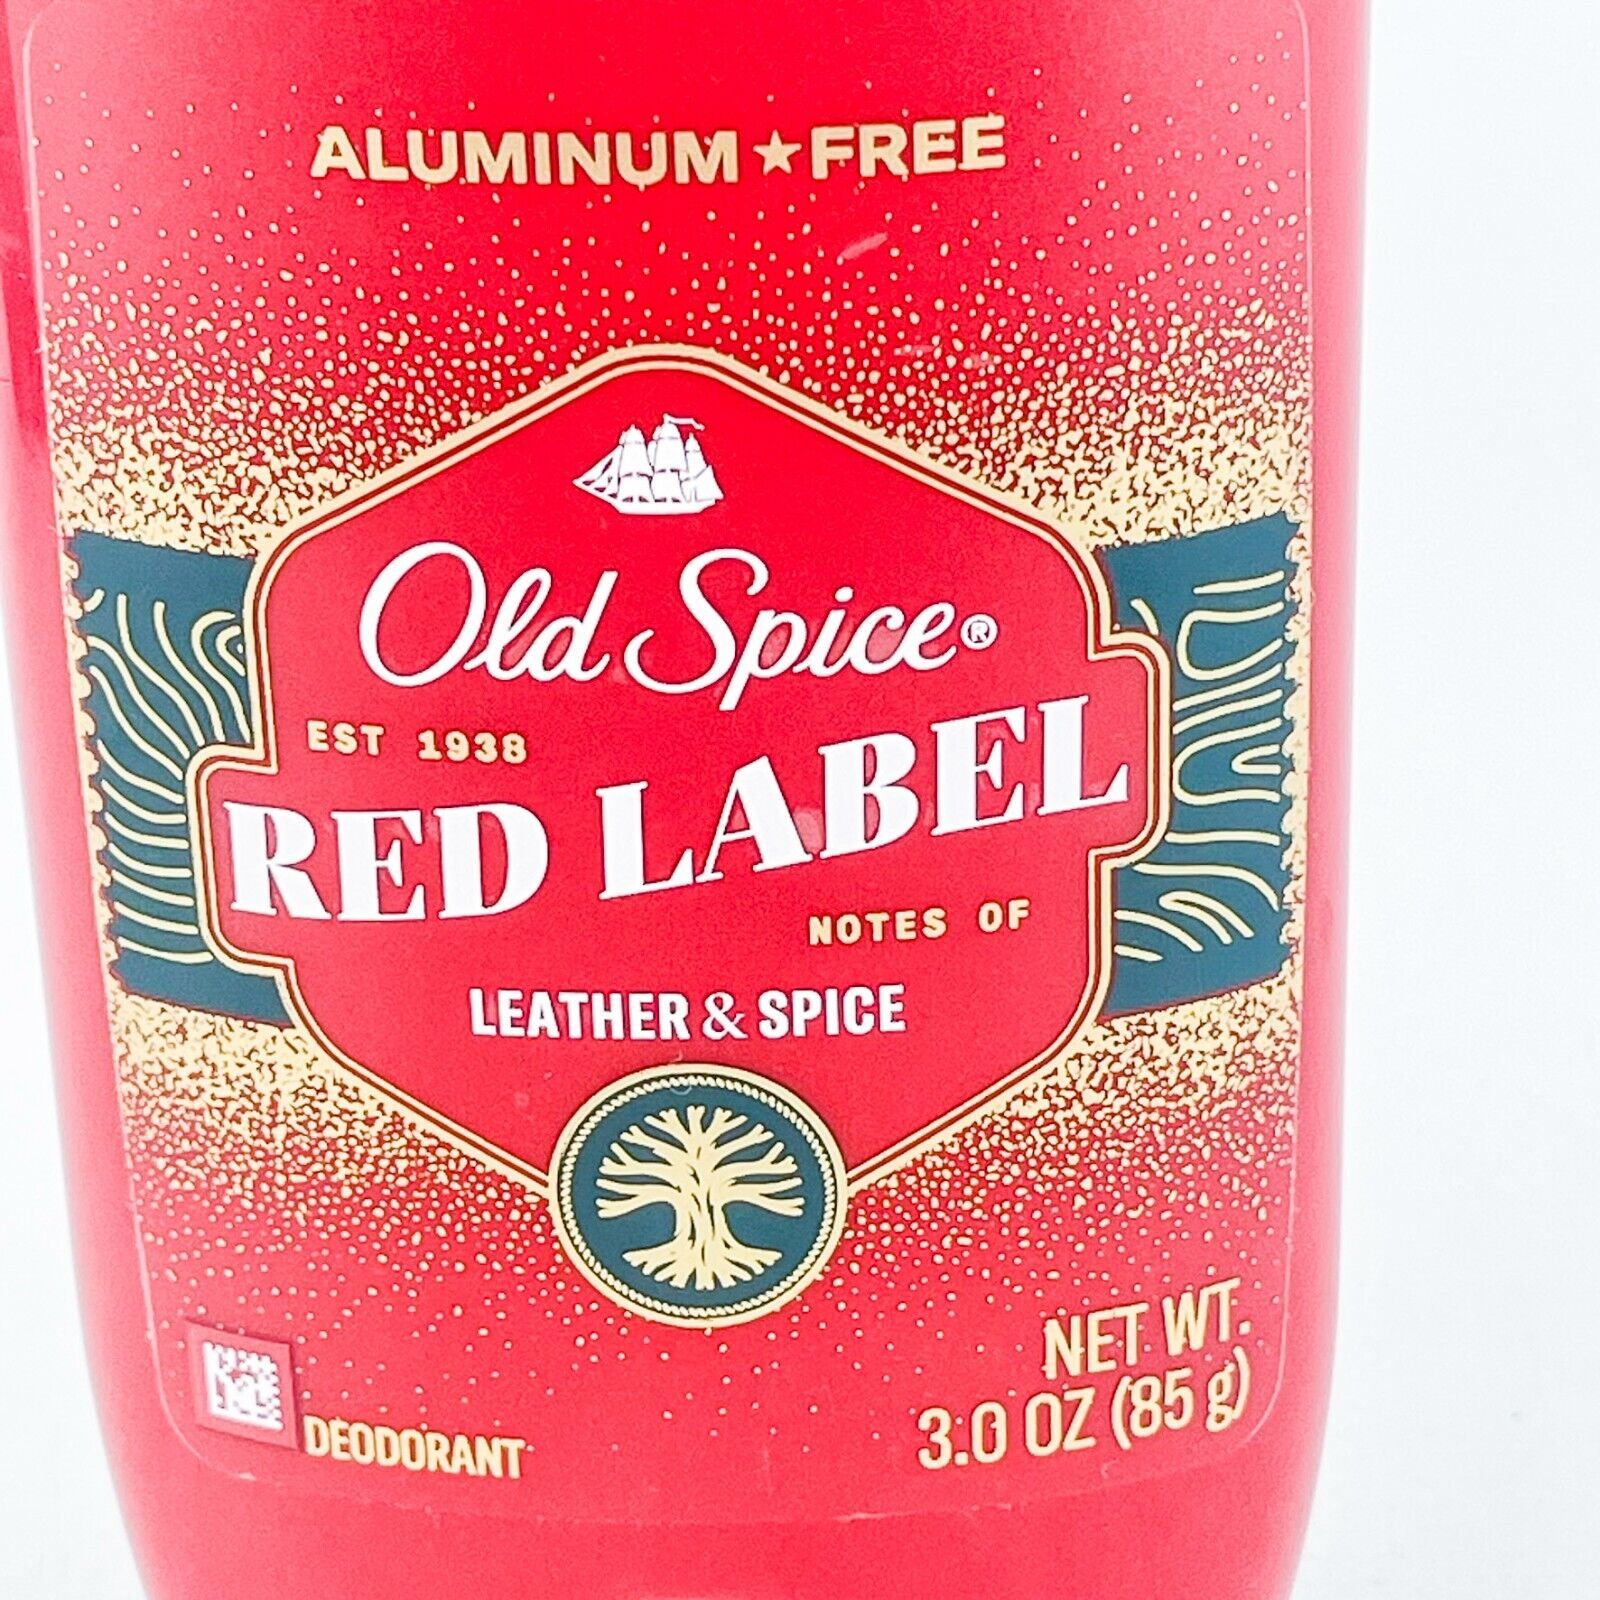 ALUMINUM ★ FREE
Old Spice®
EST 1938
RED LABEL
NOTES OF
LEATHER & SPICE
NET WT.
3.0 OZ (85 g)
DEODORANT